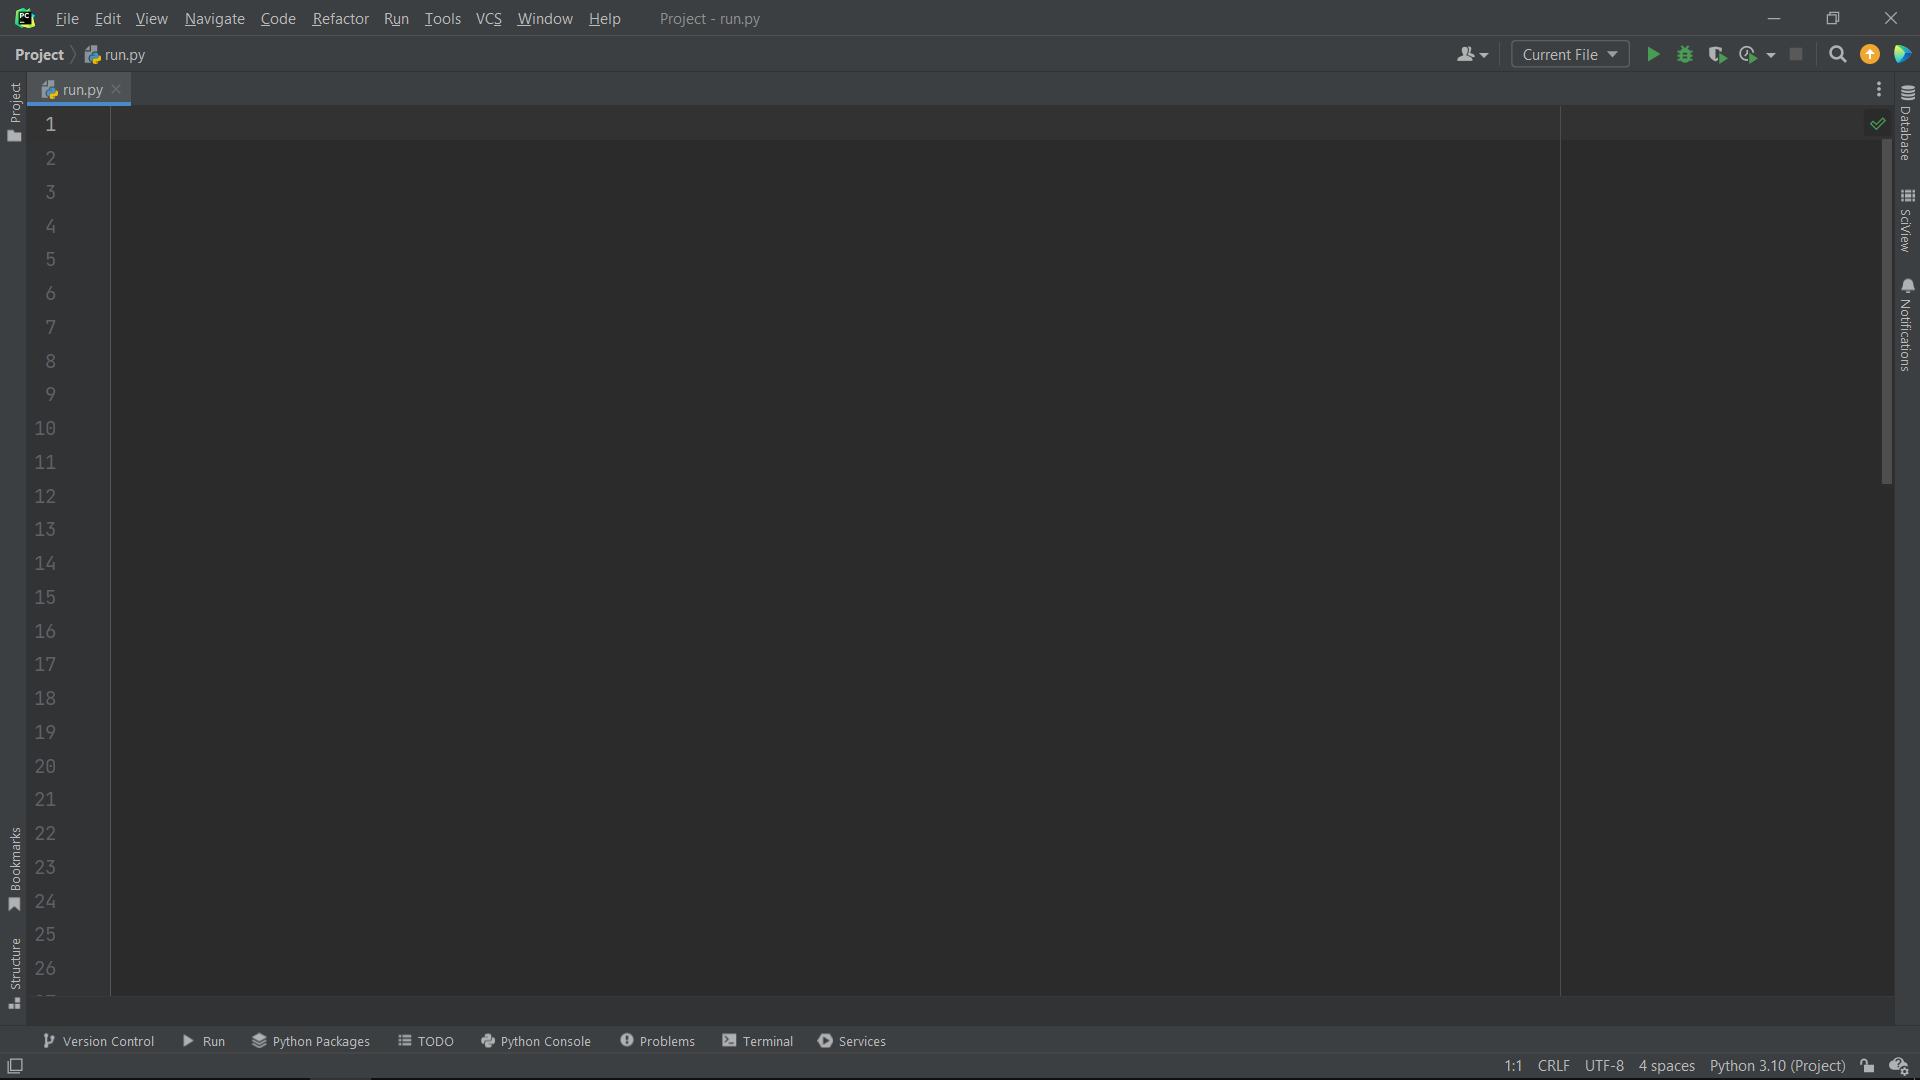 PC
File Edit View Navigate Code Refactor Run Tools VCS Window Help Project - run.py
Project run.py
Current File
run.py
Project
Bookmarks
Structure
1
2
3
4
5
6
7
8
9
10
11
12
13
14
15
16
17
18
19
20
21
22
23
24
25
26
Database
SciView
Notifications
Version Control Run Python Packages TODO Python Console Problems Terminal Services
1:1 CRLF UTF-8 4 spaces Python 3.10 (Project)